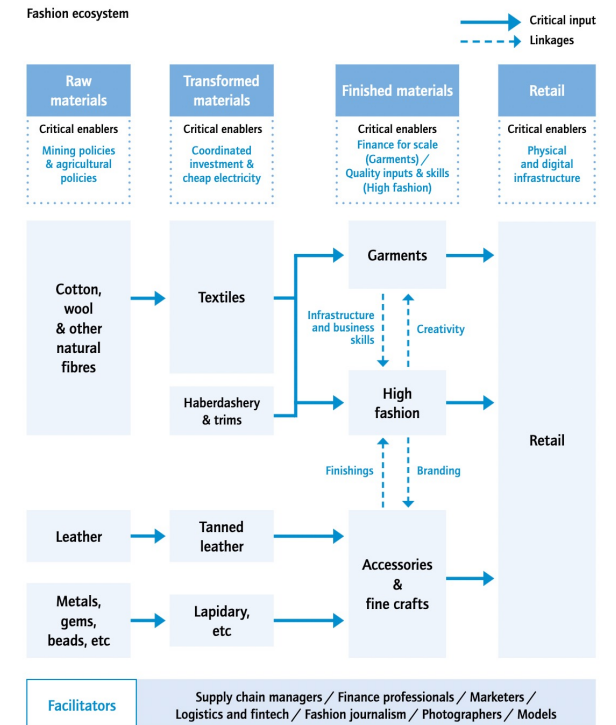 Fashion ecosystem
Critical input
Linkages
Raw
materials
Transformed
materials
Finished materials
Retail
Critical enablers
Mining policies
& agricultural
policies
Critical enablers
Coordinated
investment &
cheap electricity
Critical enablers
Finance for scale
(Garments) /
Quality inputs & skills
(High fashion)
Critical enablers
Physical
and digital
infrastructure
Cotton,
wool
& other
natural
fibres
Textiles
Haberdashery
& trims
Garments
Infrastructure
and business
skills
Creativity
High
fashion
Finishings
Branding
Retail
Leather
Tanned
leather
Accessories
&
fine crafts
Metals,
gems,
beads, etc
Lapidary,
etc
Facilitators
Supply chain managers / Finance professionals / Marketers /
Logistics and fintech / Fashion journalism / Photographers / Models